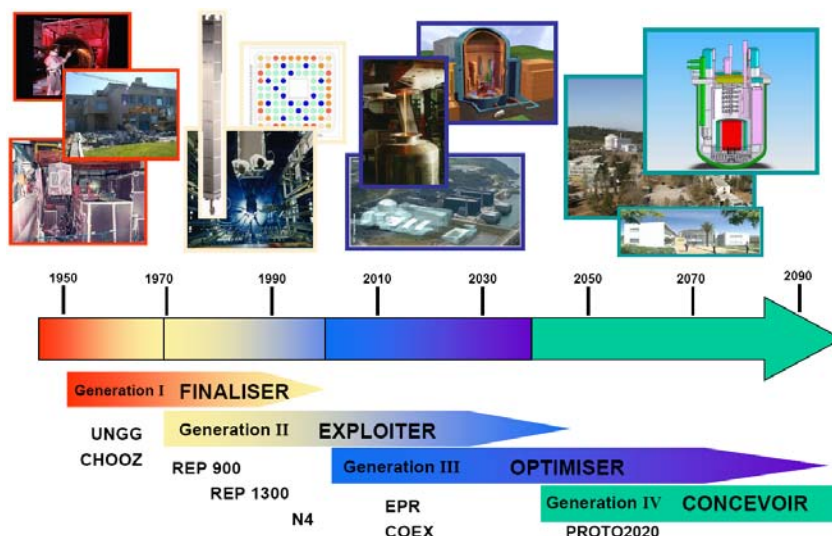 1950 1970 1990 2010 2030 2050 2070 2090
Generation I FINALISER
UNGG
CHOOZ
Generation II EXPLOITER
REP 900
REP 1300
N4
Generation III OPTIMISER
EPR
COEX
Generation IV CONCEVOIR
PROTO2020